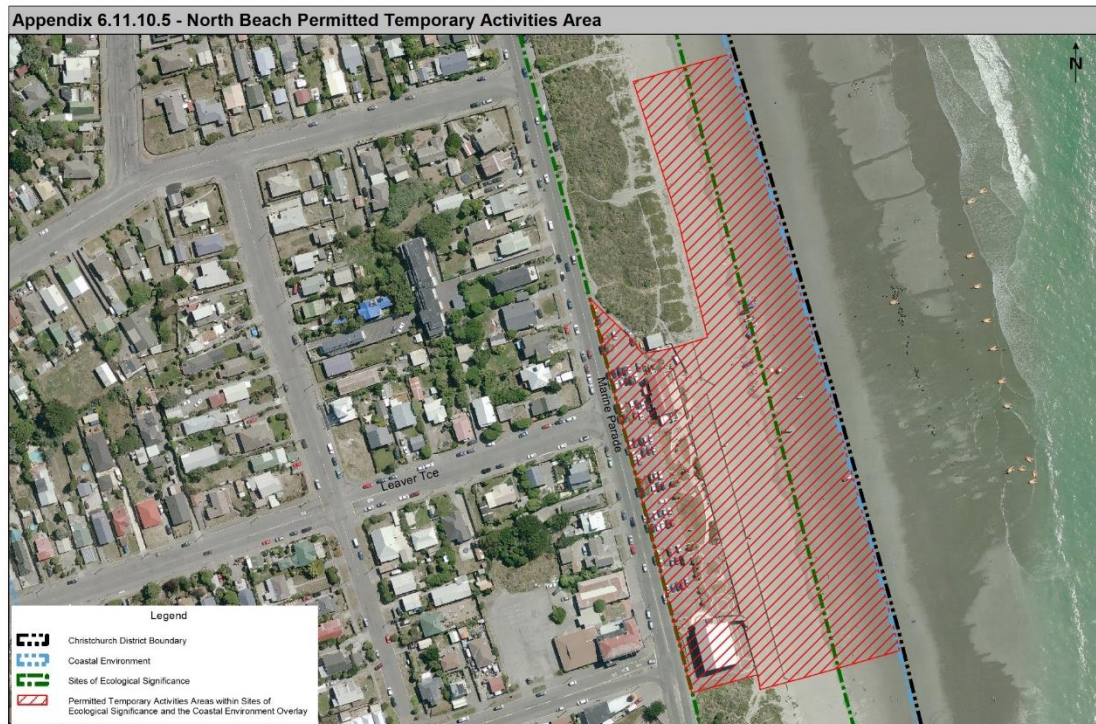 Appendix 6.11.10.5 - North Beach Permitted Temporary Activities Area
N
Marine Parade
Leaver Tce
Legend
Christchurch District Boundary
Coastal Environment
Sites of Ecological Significance
Permitted Temporary Activities Areas within Sites of
Ecological Significance and the Coastal Environment Overlay